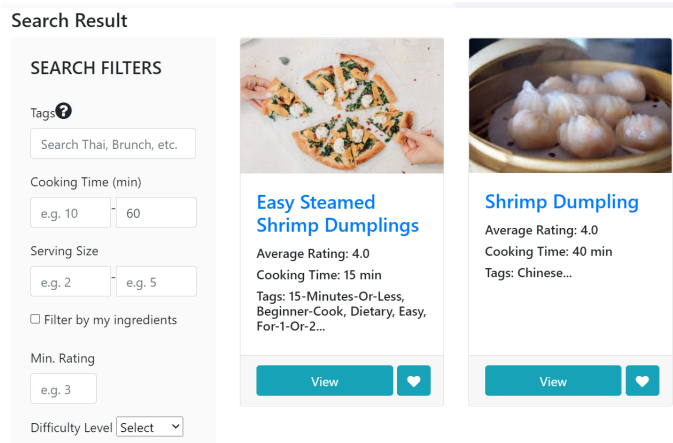 Search Result
SEARCH FILTERS
Tags?
Search Thai, Brunch, etc.
Cooking Time (min)
e.g. 10 - 60
Serving Size
e.g. 2 - e.g. 5
Filter by my ingredients
Min. Rating
e.g. 3
Difficulty Level Select
Easy Steamed
Shrimp Dumplings
Average Rating: 4.0
Cooking Time: 15 min
Tags: 15-Minutes-Or-Less,
Beginner-Cook, Dietary, Easy,
For-1-Or-2...
View
Shrimp Dumpling
Average Rating: 4.0
Cooking Time: 40 min
Tags: Chinese...
View